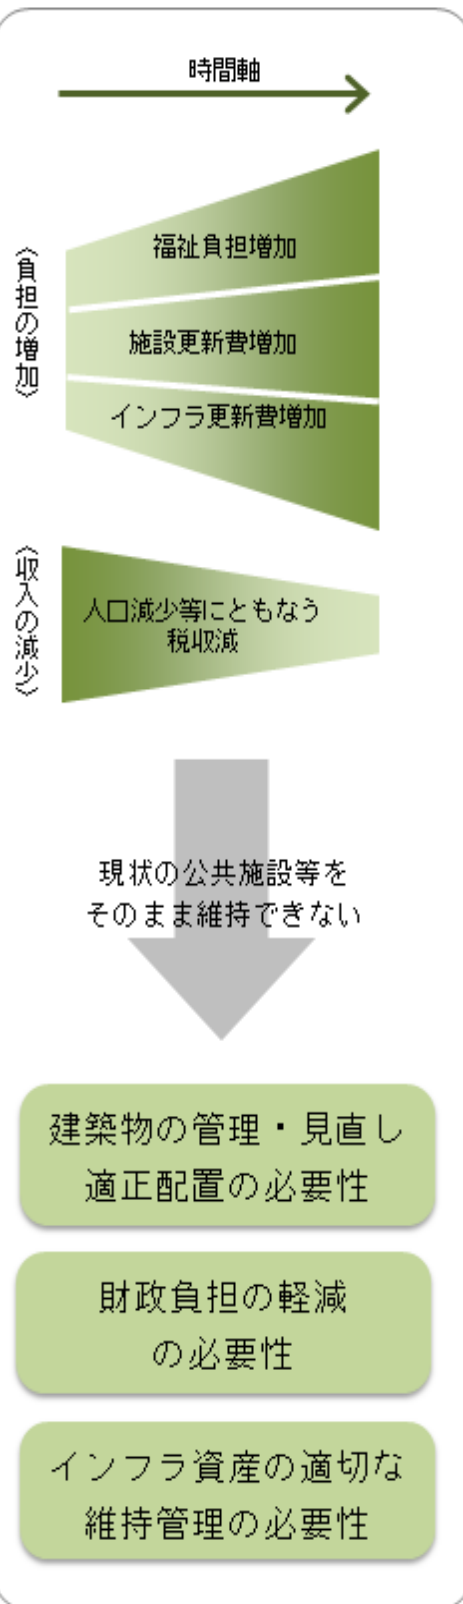 時間軸
《負担の増加》
福祉負担増加
施設更新費増加
インフラ更新費増加
《収入の減少》
人口減少等にともなう
税収減
現状の公共施設等を
そのまま維持できない
建築物の管理・見直し
適正配置の必要性
財政負担の軽減
の必要性
インフラ資産の適切な
維持管理の必要性